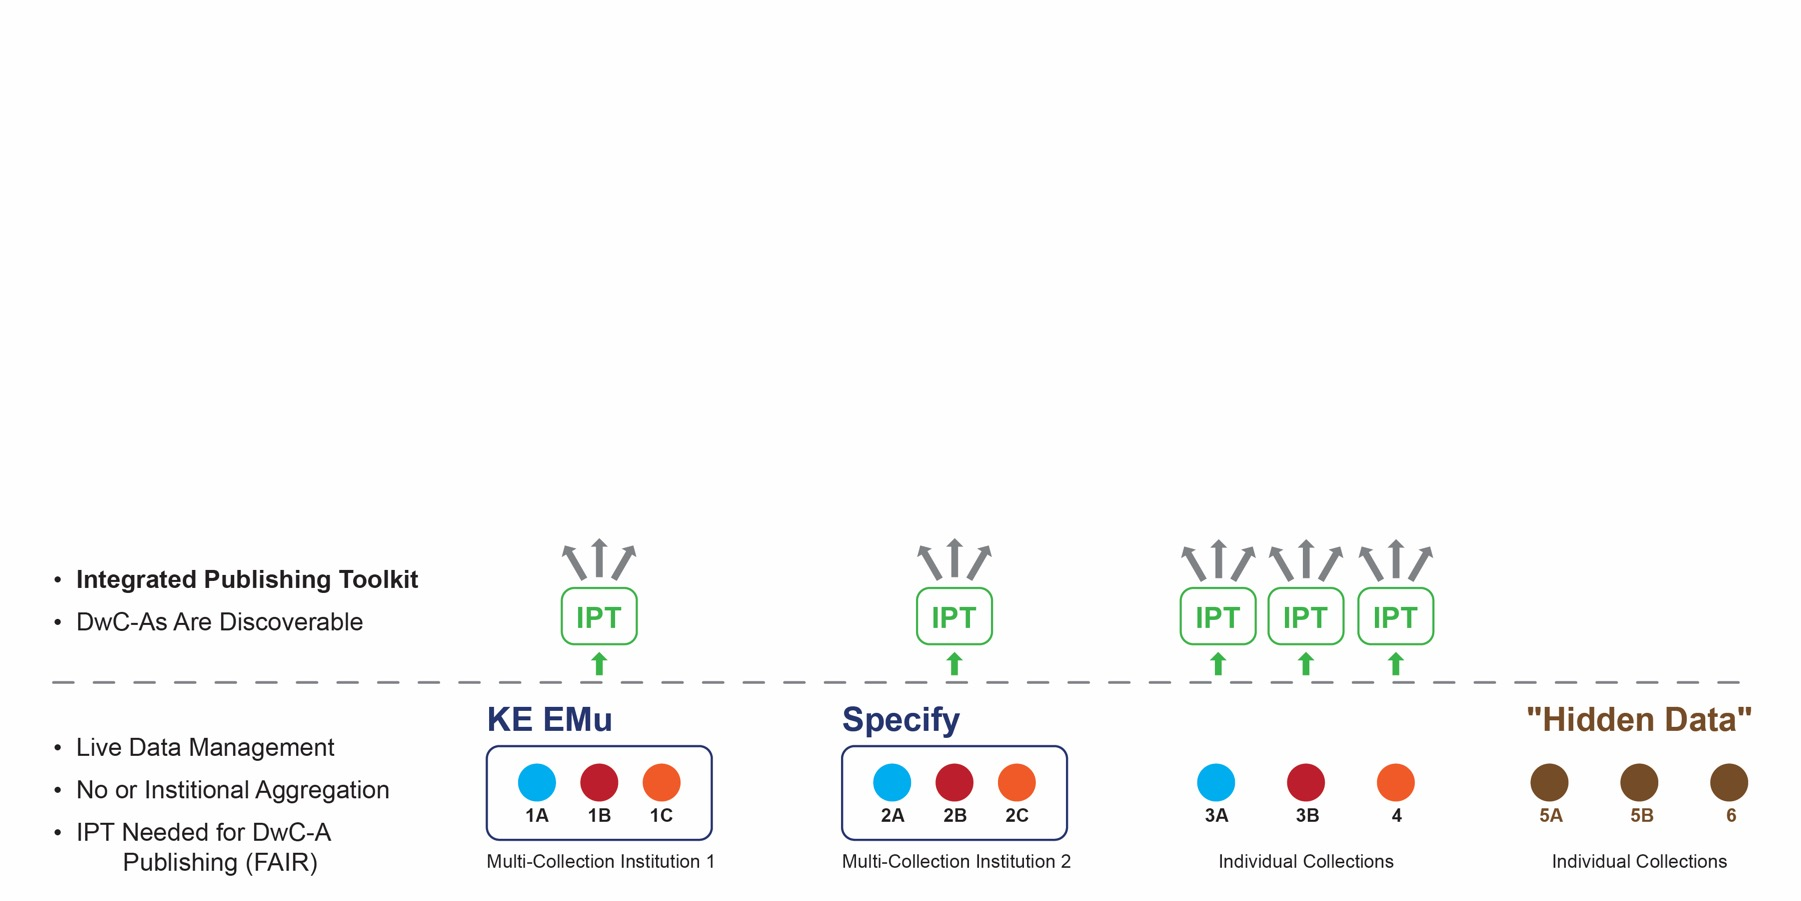 • Integrated Publishing Toolkit
• DwC-As Are Discoverable
IPT
IPT
IPT IPT IPT
• Live Data Management
• No or Institional Aggregation
• IPT Needed for DwC-A
Publishing (FAIR)
KE EMu
1A 1B 1C
Multi-Collection Institution 1
Specify
2A 2B 2C
Multi-Collection Institution 2
3A 3B 4
Individual Collections
"Hidden Data"
5A 5B 6
Individual Collections